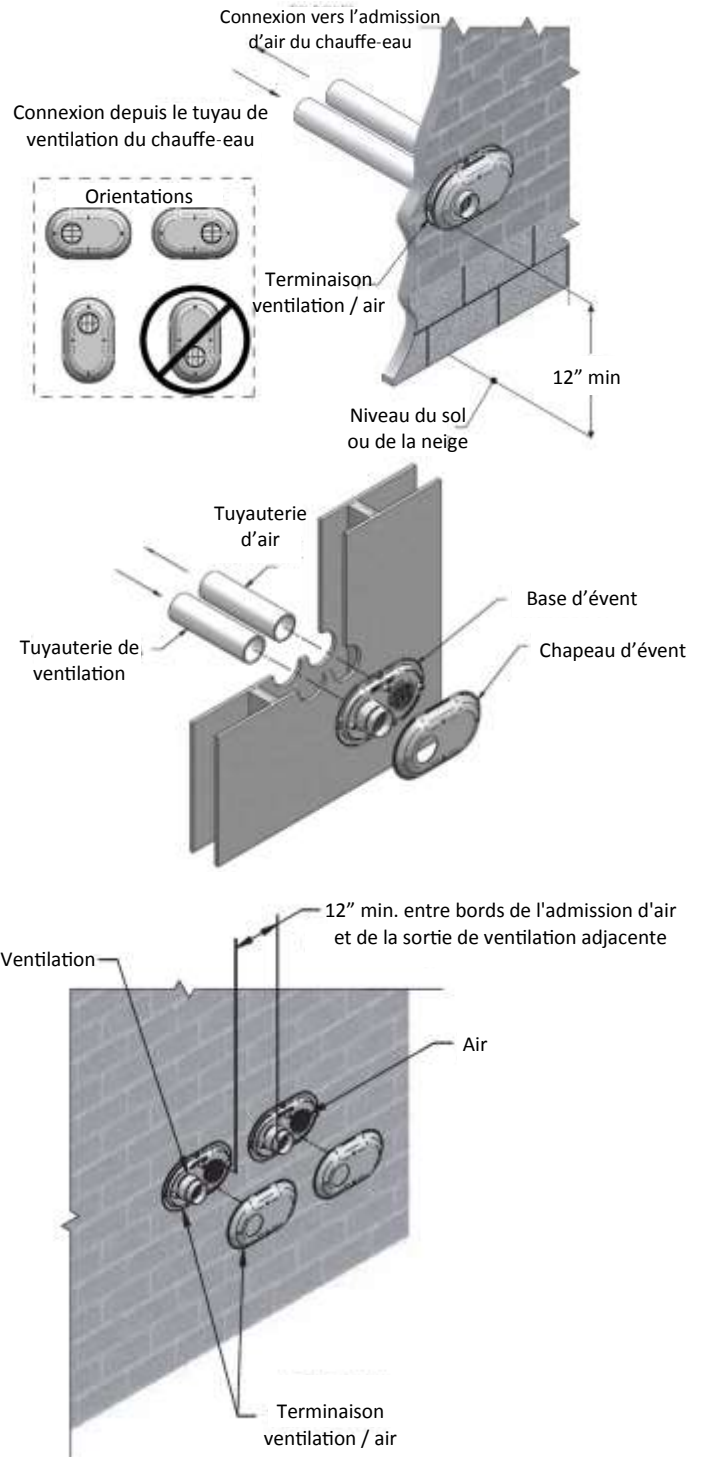 Connexion vers l’admission
d’air du chauffe-eau
Connexion depuis le tuyau de
ventilation du chauffe-eau
Orientations
Terminaison
ventilation / air
12” min
Niveau du sol
ou de la neige
Tuyauterie
d’air
Tuyauterie de
ventilation
Base d’évent
Chapeau d’évent
12” min. entre bords de l'admission d'air
et de la sortie de ventilation adjacente
Ventilation
Air
Terminaison
ventilation / air